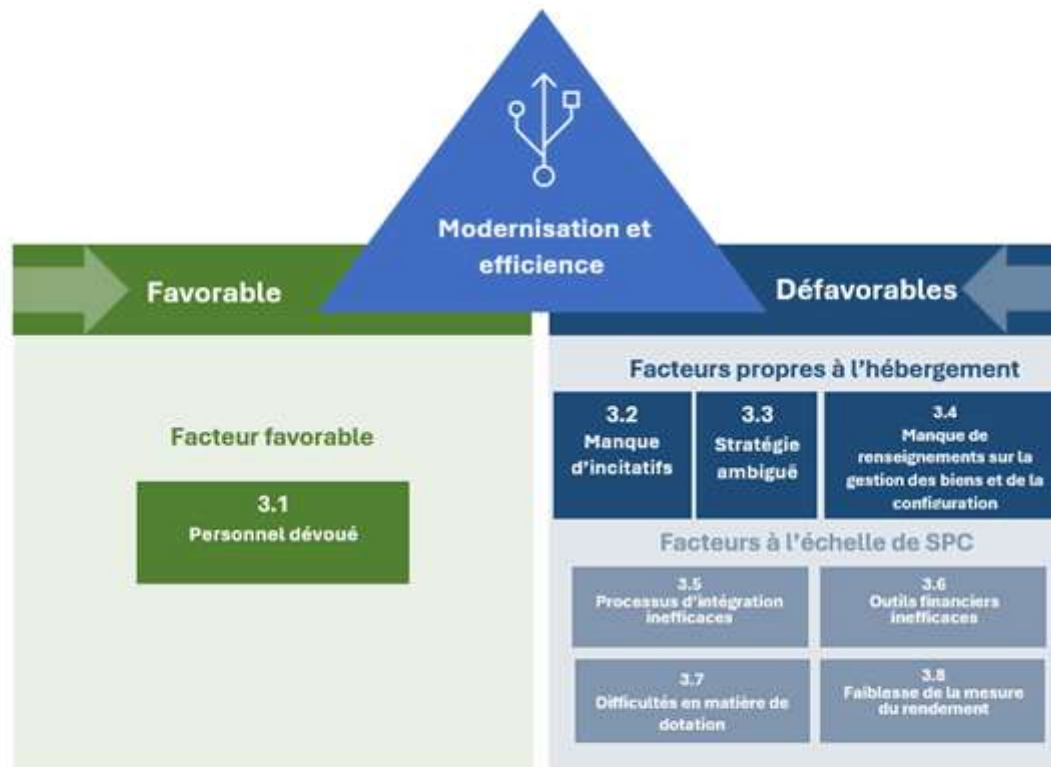 Modernisation et
efficience
Favorable
Défavorables
Facteur favorable
3.1
Personnel dévoué
Facteurs propres à l'hébergement
3.2
Manque
d'incitatifs
3.3
Stratégie
ambiguë
3.4
Manque de
renseignements sur la
gestion des biens et de la
configuration
Facteurs à l'échelle de SPC
3.5
Processus d'intégration
inefficaces
3.6
Outils financiers
inefficaces
3.7
Difficultés en matière de
dotation
3.8
Faiblesse de la mesure
du rendement